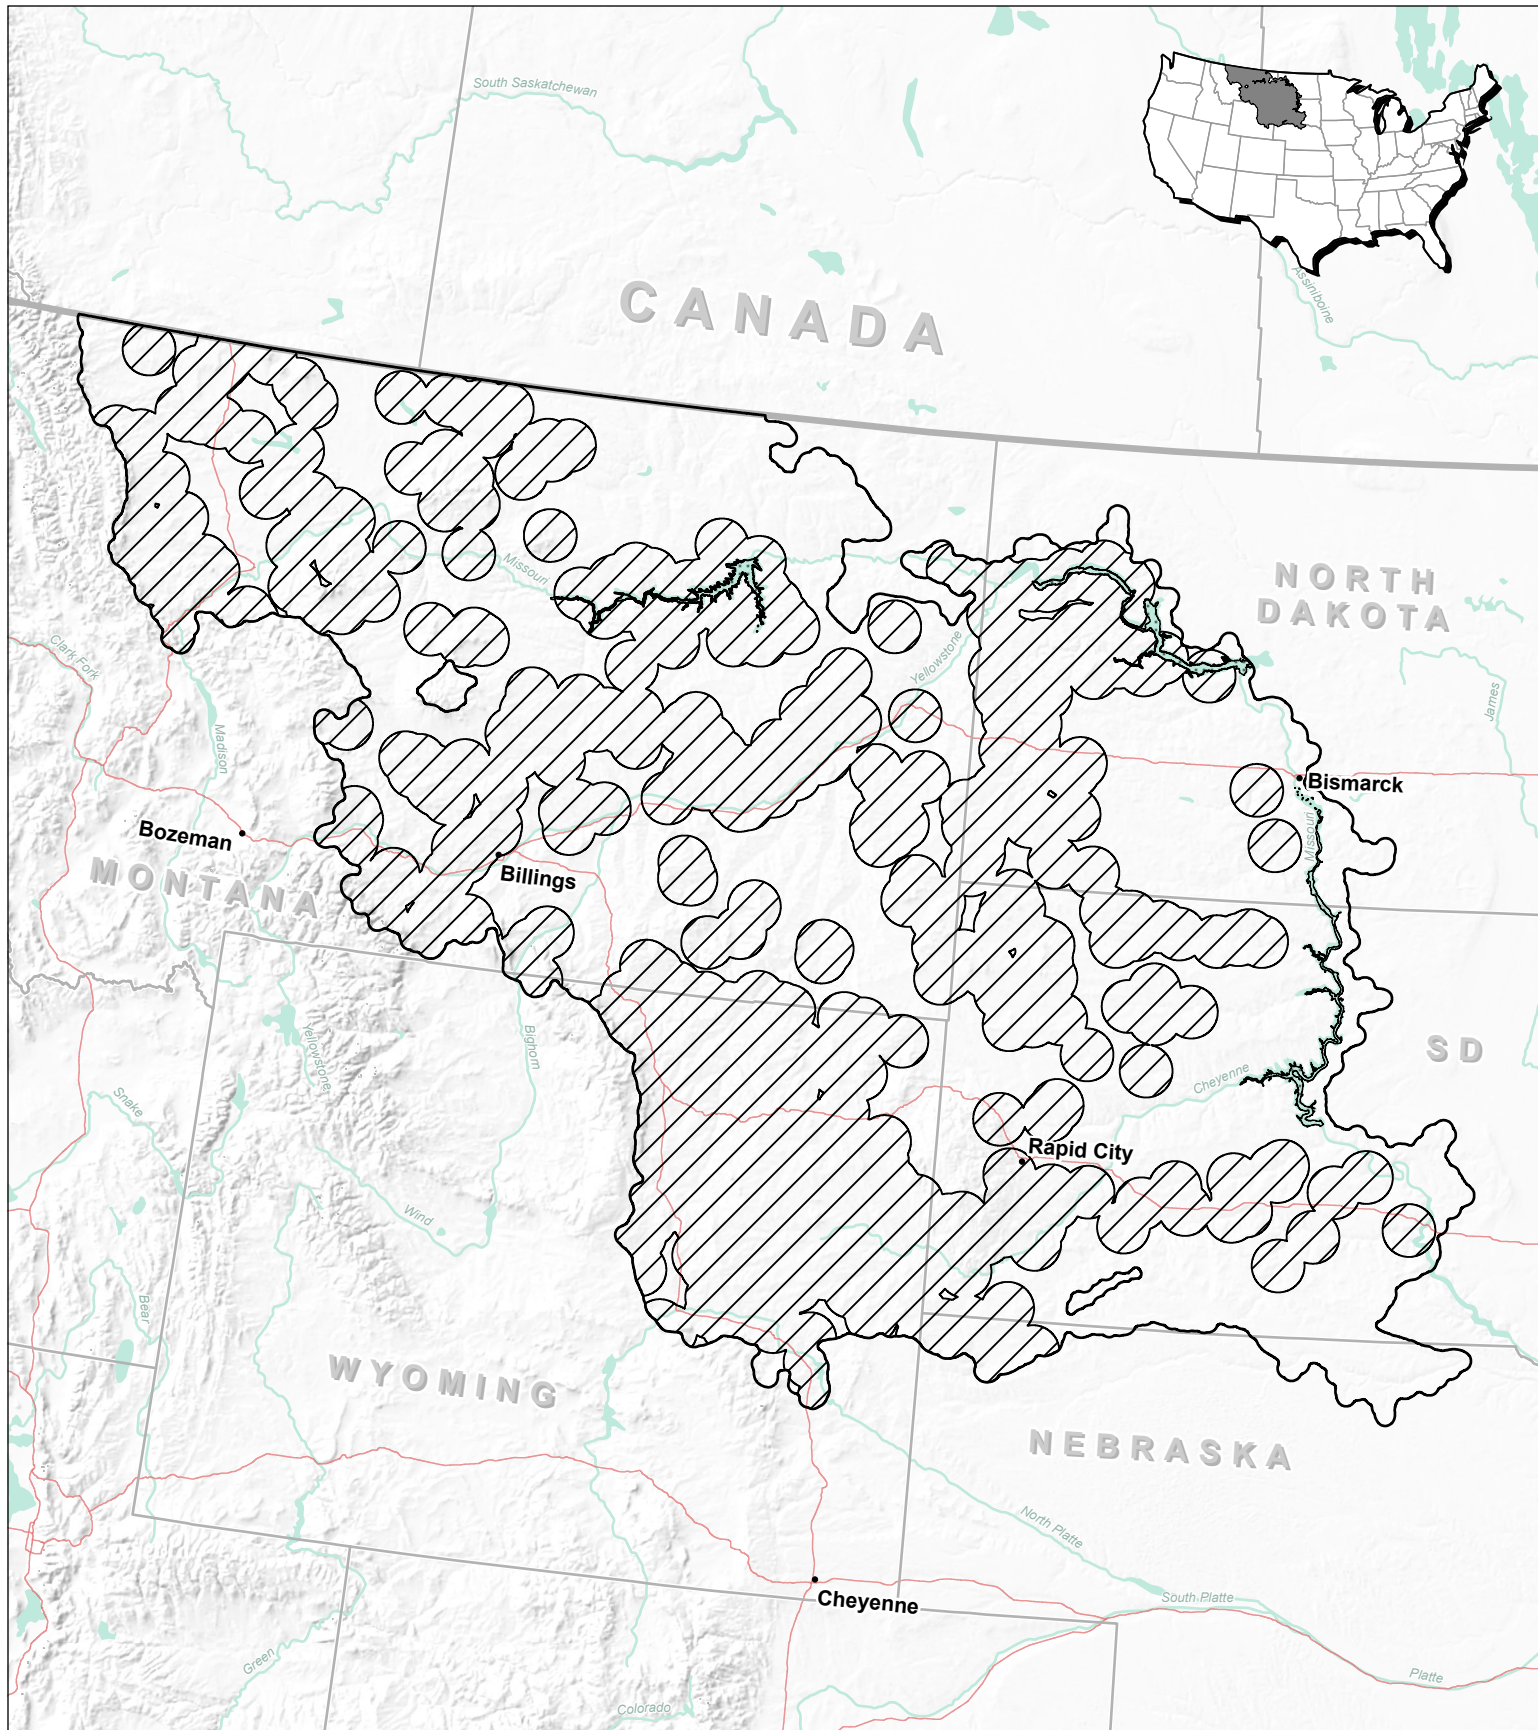 South Saskatchewan
Assiniboine
CANADA
Missouri
NORTH
DAKOTA
Clark Fork
Yellowstone
James
Madison
Bismarck
Bozeman
Missouri
MONTANA
Billings
Yellowstone
Bighorn
SD
Cheyenne
Snake
Rapid City
Wind
Bear
WYOMING
NEBRASKA
North Platte
Cheyenne
South Platte
Green
Platte
Colorado